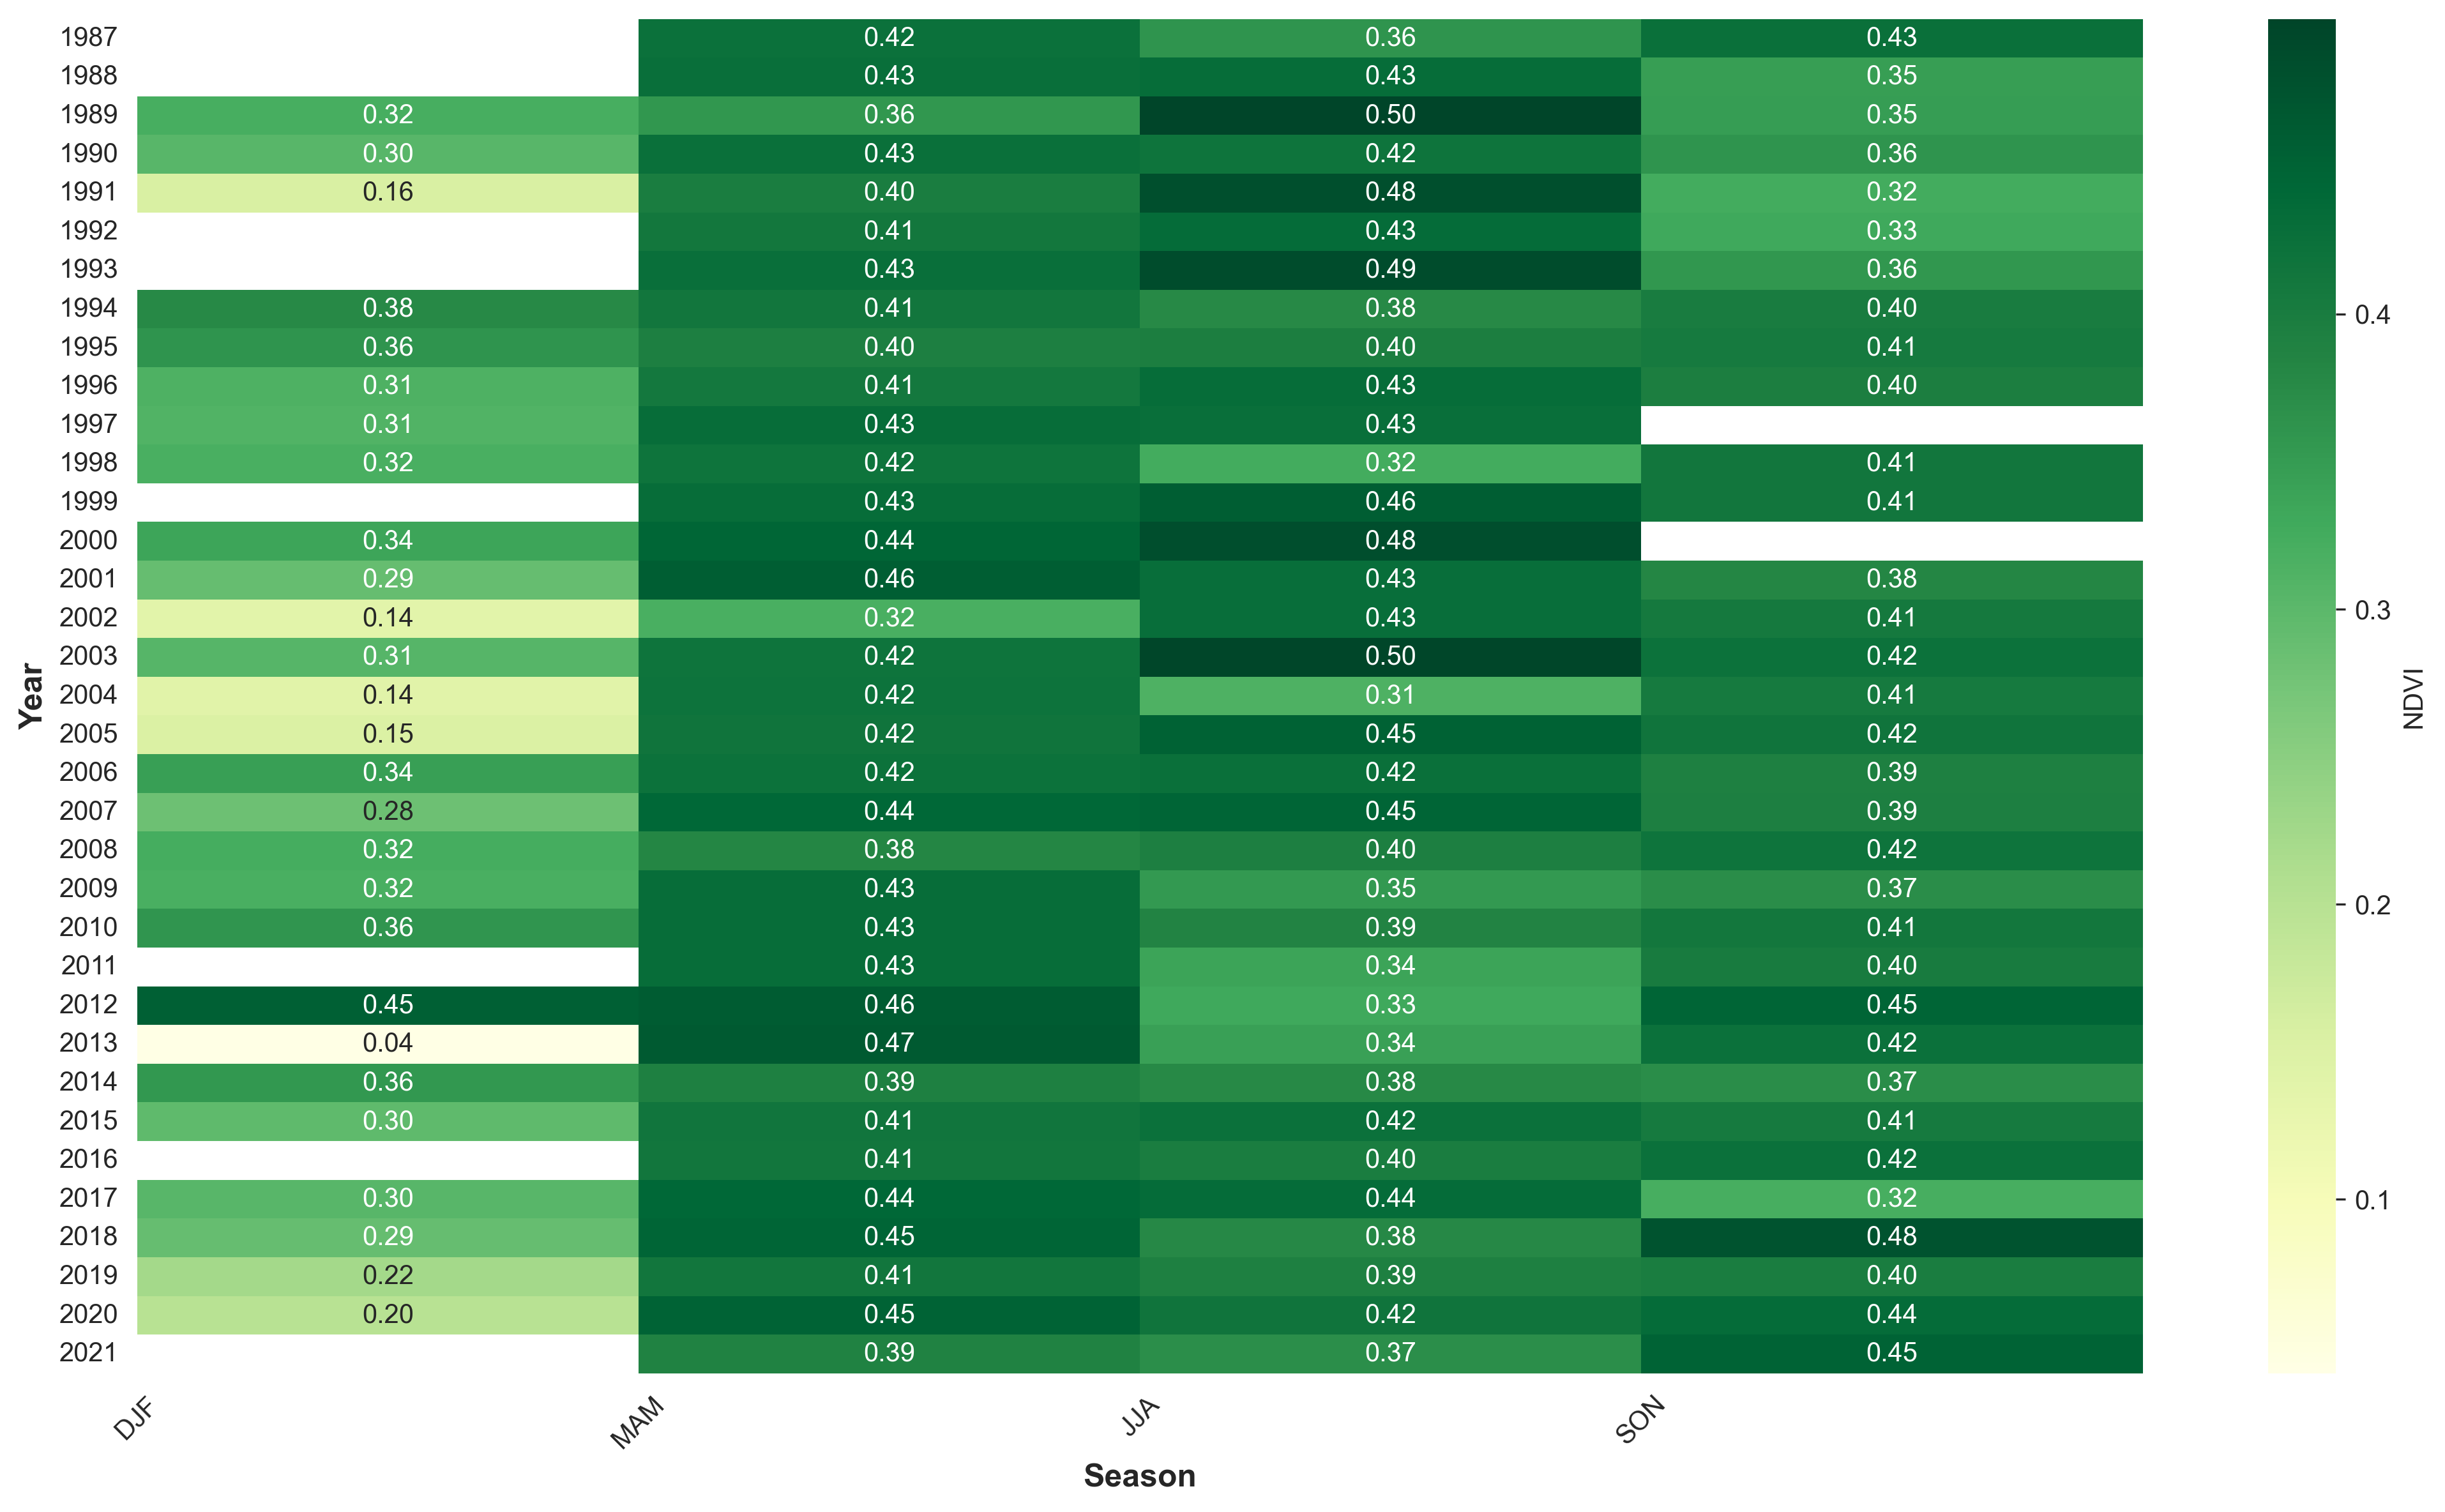 1987 0.42 0.36 0.43
1988 0.43 0.43 0.35
1989 0.32 0.36 0.50 0.35
1990 0.30 0.43 0.42 0.36
1991 0.16 0.40 0.48 0.32
1992 0.41 0.43 0.33
1993 0.43 0.49 0.36
1994 0.38 0.41 0.38 0.40
1995 0.36 0.40 0.40 0.41
1996 0.31 0.41 0.43 0.40
1997 0.31 0.43 0.43
1998 0.32 0.42 0.32 0.41
1999 0.43 0.46 0.41
2000 0.34 0.44 0.48
2001 0.29 0.46 0.43 0.38
2002 0.14 0.32 0.43 0.41
2003 0.31 0.42 0.50 0.42
2004 0.14 0.42 0.31 0.41
2005 0.15 0.42 0.45 0.42
2006 0.34 0.42 0.42 0.39
2007 0.28 0.44 0.45 0.39
2008 0.32 0.38 0.40 0.42
2009 0.32 0.43 0.35 0.37
2010 0.36 0.43 0.39 0.41
2011 0.43 0.34 0.40
2012 0.45 0.46 0.33 0.45
2013 0.04 0.47 0.34 0.42
2014 0.36 0.39 0.38 0.37
2015 0.30 0.41 0.42 0.41
2016 0.41 0.40 0.42
2017 0.30 0.44 0.44 0.32
2018 0.29 0.45 0.38 0.48
2019 0.22 0.41 0.39 0.40
2020 0.20 0.45 0.42 0.44
2021 0.39 0.37 0.45
DJF MAM JJA SON
Season
Year
0.4
0.3
0.2
0.1
NDVI